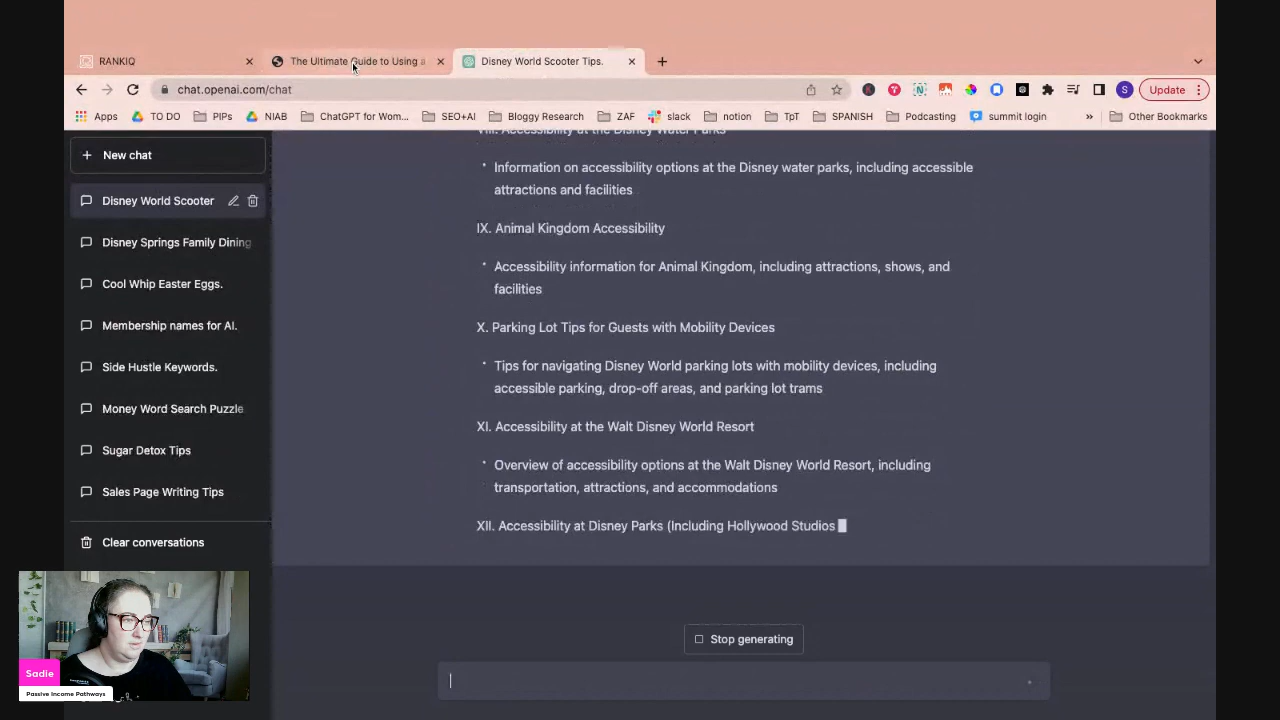 RANKIQ
The Ultimate Guide to Using a
Disney World Scooter Tips.
chat.openai.com/chat
S
Update
Apps
TO DO
PIPs
NIAB
ChatGPT for Wom...
SEO+AI
Bloggy Research
ZAF
slack
notion
TpT
SPANISH
Podcasting
summit login
»
Other Bookmarks
New chat
Disney World Scooter
Disney Springs Family Dining
Cool Whip Easter Eggs.
Membership names for AI.
Side Hustle Keywords.
Money Word Search Puzzle
Sugar Detox Tips
Sales Page Writing Tips
Clear conversations
VIII. Accessibility at the Disney Water Parks
• Information on accessibility options at the Disney water parks, including accessible
attractions and facilities
IX. Animal Kingdom Accessibility
• Accessibility information for Animal Kingdom, including attractions, shows, and
facilities
X. Parking Lot Tips for Guests with Mobility Devices
• Tips for navigating Disney World parking lots with mobility devices, including
accessible parking, drop-off areas, and parking lot trams
XI. Accessibility at the Walt Disney World Resort
• Overview of accessibility options at the Walt Disney World Resort, including
transportation, attractions, and accommodations
XII. Accessibility at Disney Parks (Including Hollywood Studios
Stop generating
Sadie
Passive Income Pathways